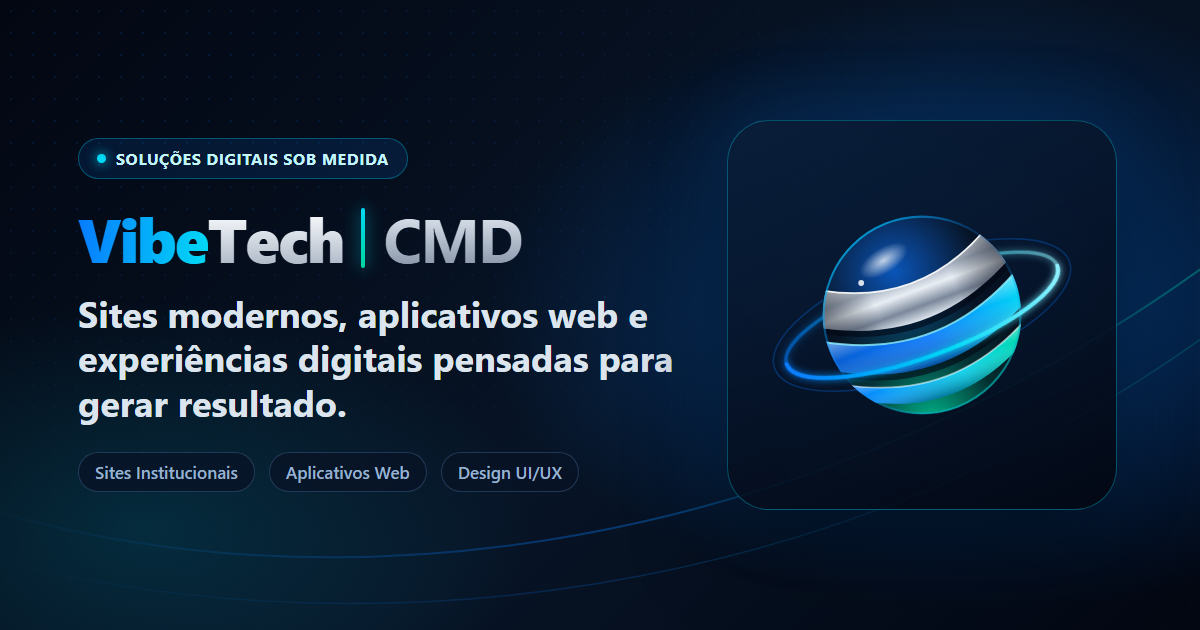 SOLUÇÕES DIGITAIS SOB MEDIDA
VibeTech | CMD
Sites modernos, aplicativos web e
experiências digitais pensadas para
gerar resultado.
Sites Institucionais
Aplicativos Web
Design UI/UX